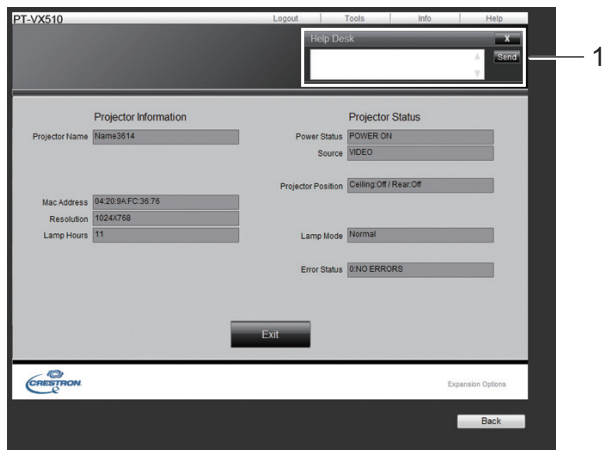 PT-VX510
Logout Tools Info Help
Help Desk X
Send
1
Projector Information Projector Status
Projector Name Name3614 Power Status POWER ON
Source VIDEO
Projector Position Ceiling:Off / Rear:Off
Mac Address 04:20:9A:FC:36:76
Resolution 1024X768
Lamp Hours 11 Lamp Mode Normal
Error Status 0:NO ERRORS
Exit
CRESTRON Expansion Options
Back